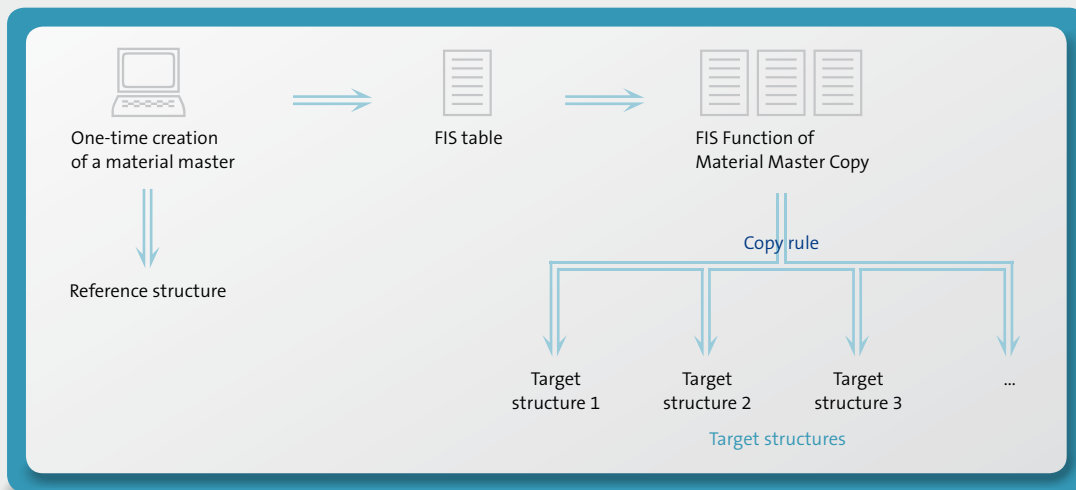 One-time creation
of a material master
FIS table
FIS Function of
Material Master Copy
Copy rule
Reference structure
Target
structure 1
Target
structure 2
Target
structure 3
...
Target structures